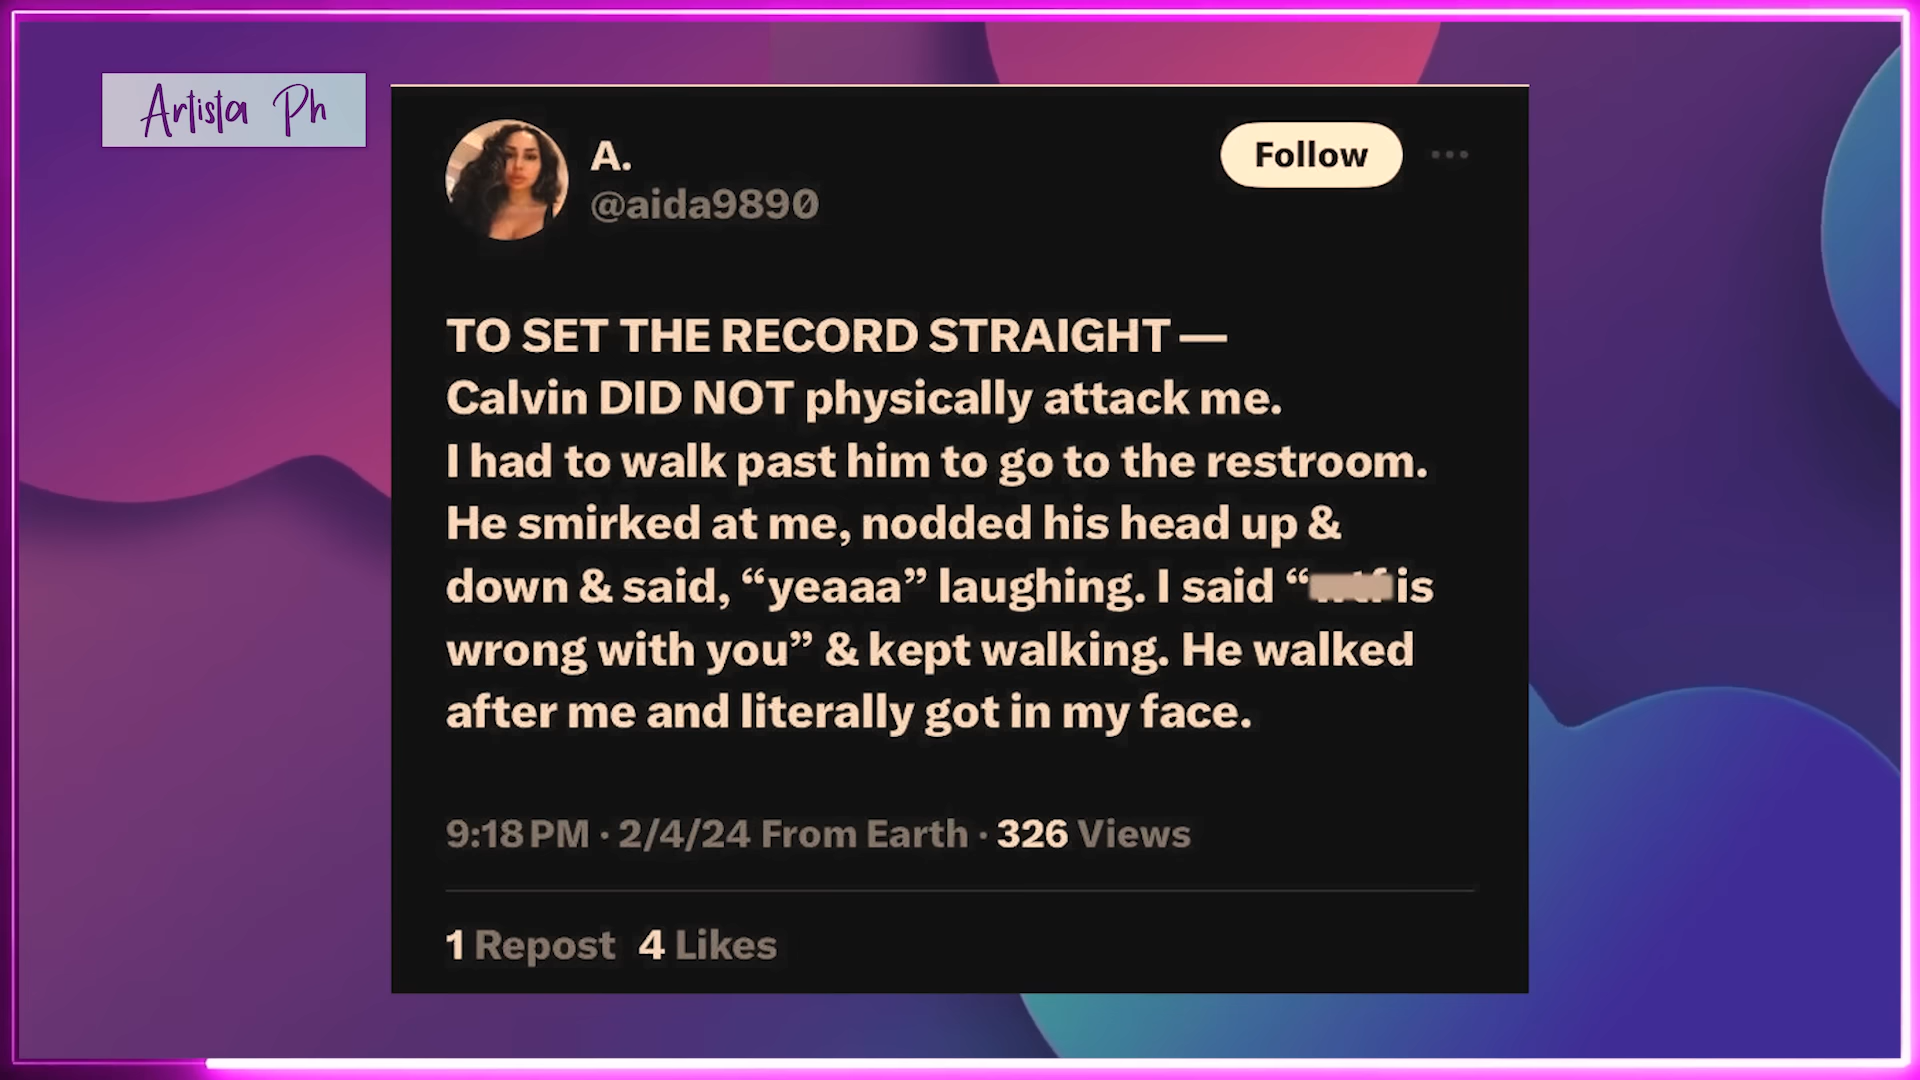 Artista Ph
A.
@aida9890
Follow
TO SET THE RECORD STRAIGHT —
Calvin DID NOT physically attack me.
I had to walk past him to go to the restroom.
He smirked at me, nodded his head up &
down & said, “yeaaa” laughing. I said “ is
wrong with you” & kept walking. He walked
after me and literally got in my face.
9:18 PM · 2/4/24 From Earth · 326 Views
1 Repost 4 Likes